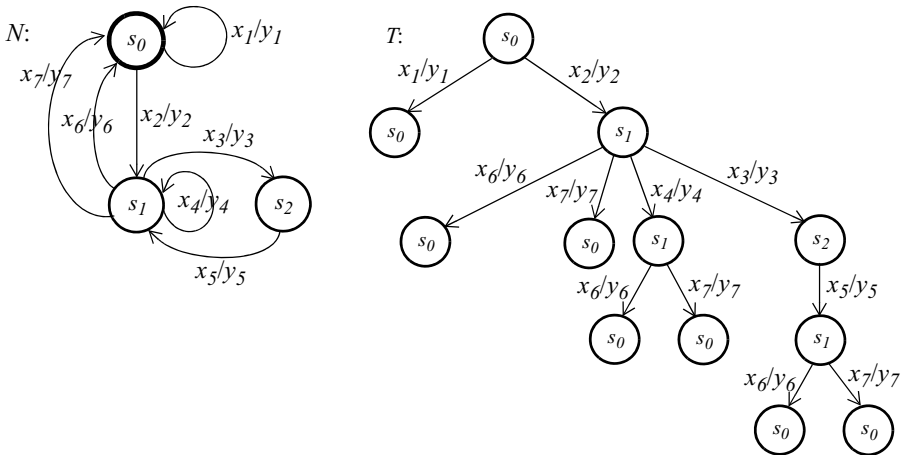 N:
s0
x1/y1
x7/y7
x6/y6
x2/y2
x3/y3
s1
x4/y4
s2
x5/y5
T:
s0
x1/y1
x2/y2
s0
s1
x6/y6
x7/y7
x4/y4
x3/y3
s0
s0
s1
s2
x6/y6
x7/y7
x5/y5
s0
s0
s1
x6/y6
x7/y7
s0
s0